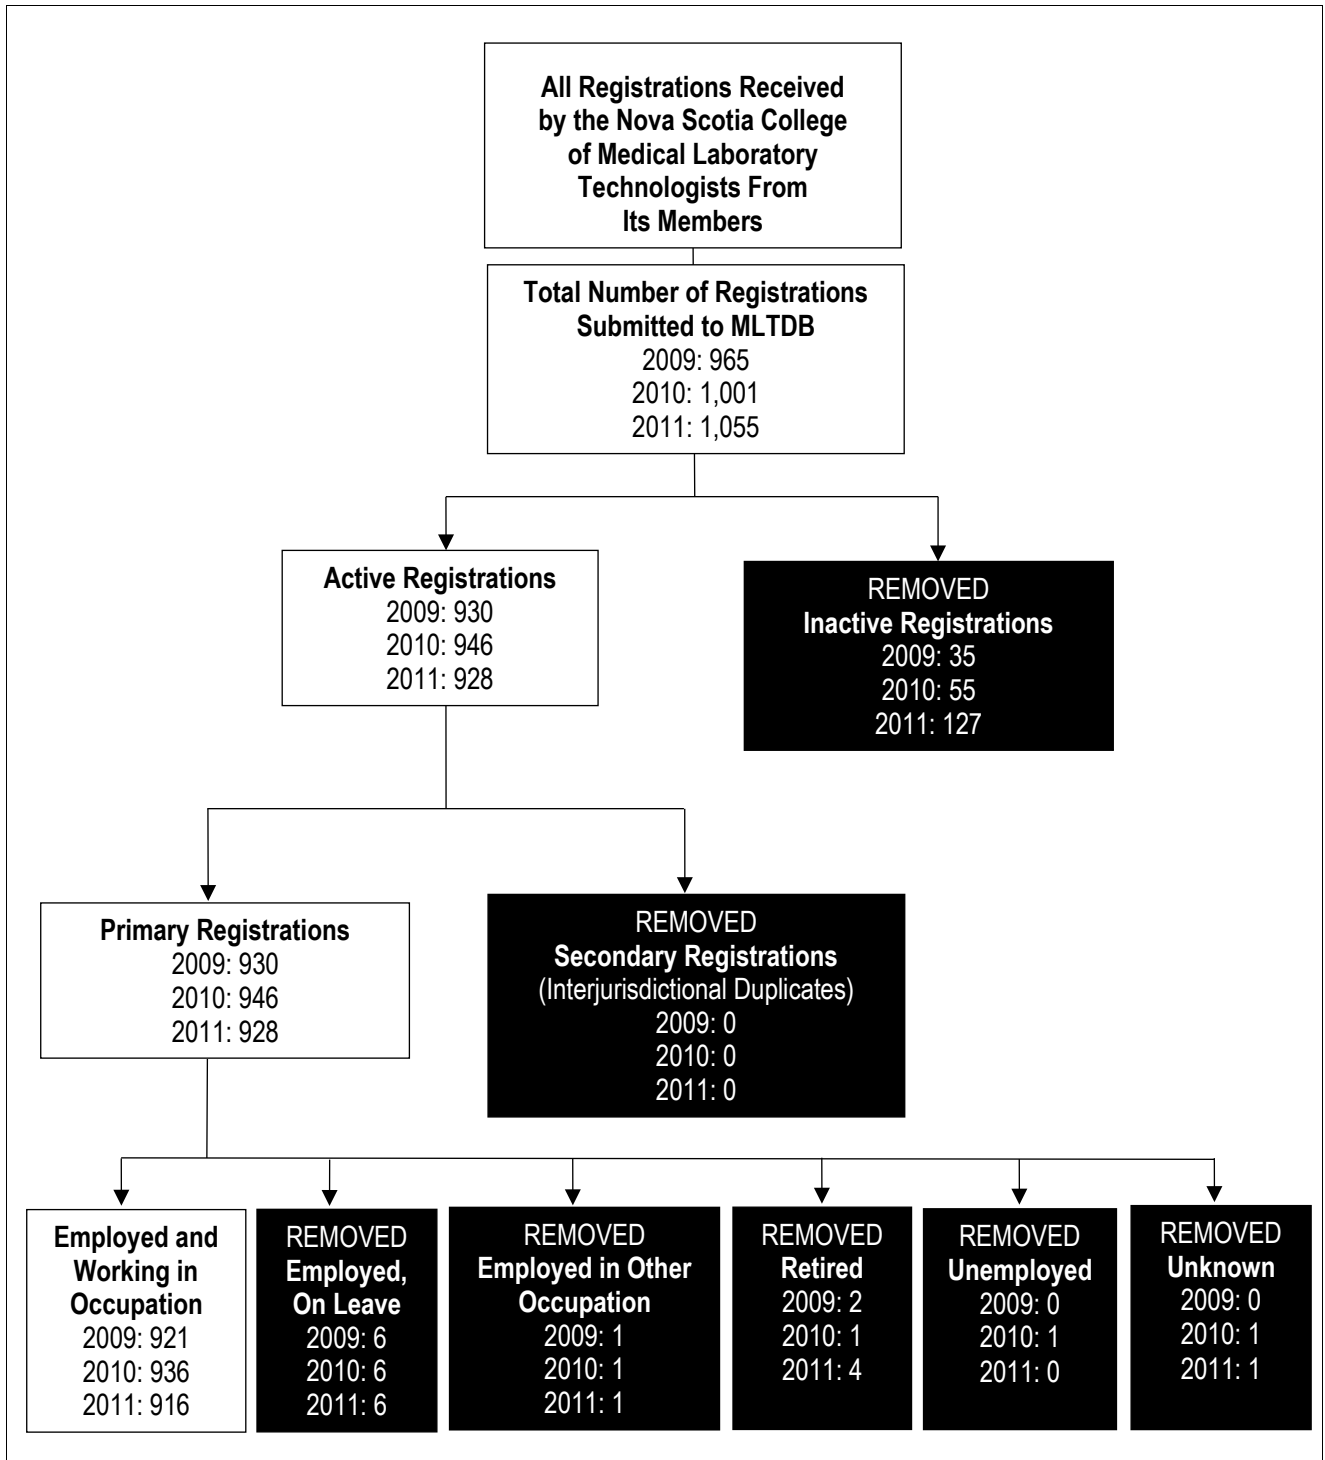 All Registrations Received
by the Nova Scotia College
of Medical Laboratory
Technologists From
Its Members
Total Number of Registrations
Submitted to MLTDB
2009: 965
2010: 1,001
2011: 1,055
Active Registrations
2009: 930
2010: 946
2011: 928
REMOVED
Inactive Registrations
2009: 35
2010: 55
2011: 127
Primary Registrations
2009: 930
2010: 946
2011: 928
REMOVED
Secondary Registrations
(Interjurisdictional Duplicates)
2009: 0
2010: 0
2011: 0
Employed and
Working in
Occupation
2009: 921
2010: 936
2011: 916
REMOVED
Employed,
On Leave
2009: 6
2010: 6
2011: 6
REMOVED
Employed in Other
Occupation
2009: 1
2010: 1
2011: 1
REMOVED
Retired
2009: 2
2010: 1
2011: 4
REMOVED
Unemployed
2009: 0
2010: 1
2011: 0
REMOVED
Unknown
2009: 0
2010: 1
2011: 1